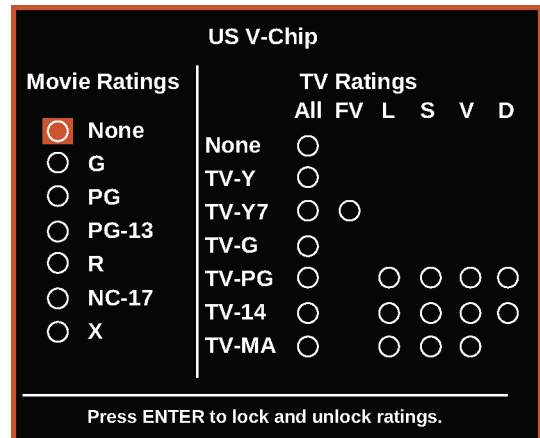 US V-Chip
Movie Ratings
None
G
PG
PG-13
R
NC-17
X
TV Ratings
All FV L S V D
None
TV-Y
TV-Y7
TV-G
TV-PG
TV-14
TV-MA
Press ENTER to lock and unlock ratings.